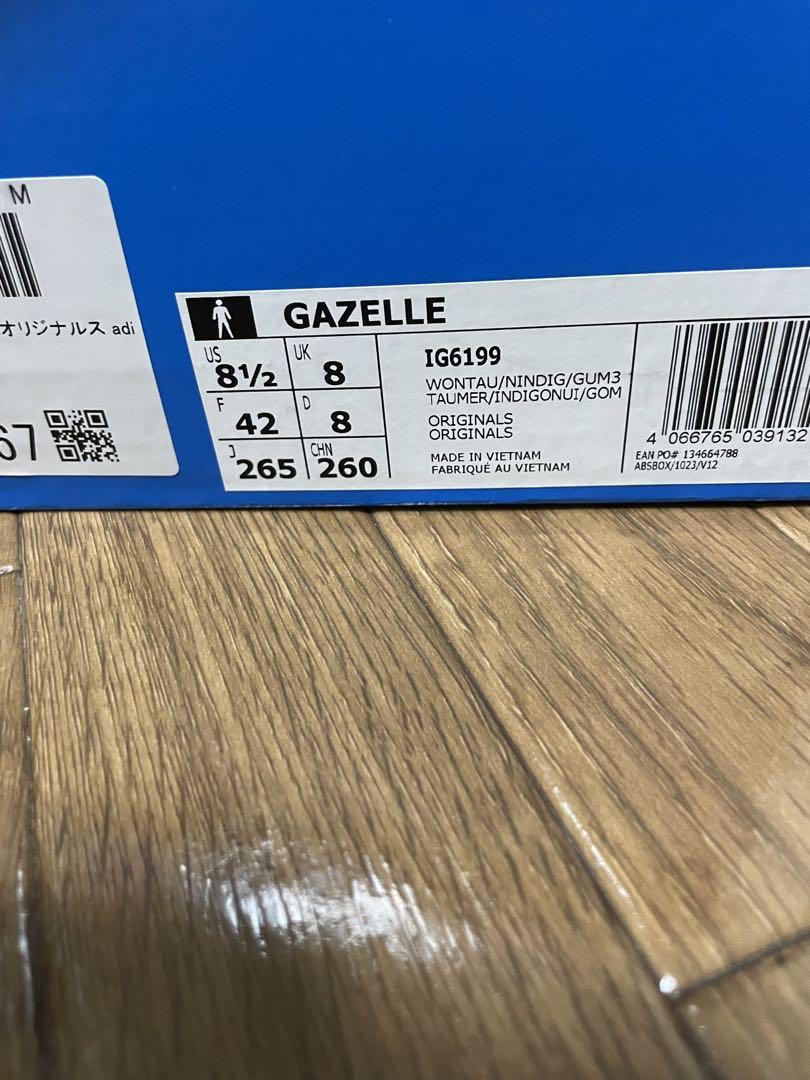 M
オリジナルス adi
67
GAZELLE
US 8½ UK 8
F 42 D 8
J 265 CHN 260
IG6199
WONTAU/NINDIG/GUM3
TAUMER/INDIGONUI/GOM
ORIGINALS
ORIGINALS
MADE IN VIETNAM
FABRIQUÉ AU VIETNAM
4 066765 039132
EAN PO# 134664788
ABSBOX/1023/V12